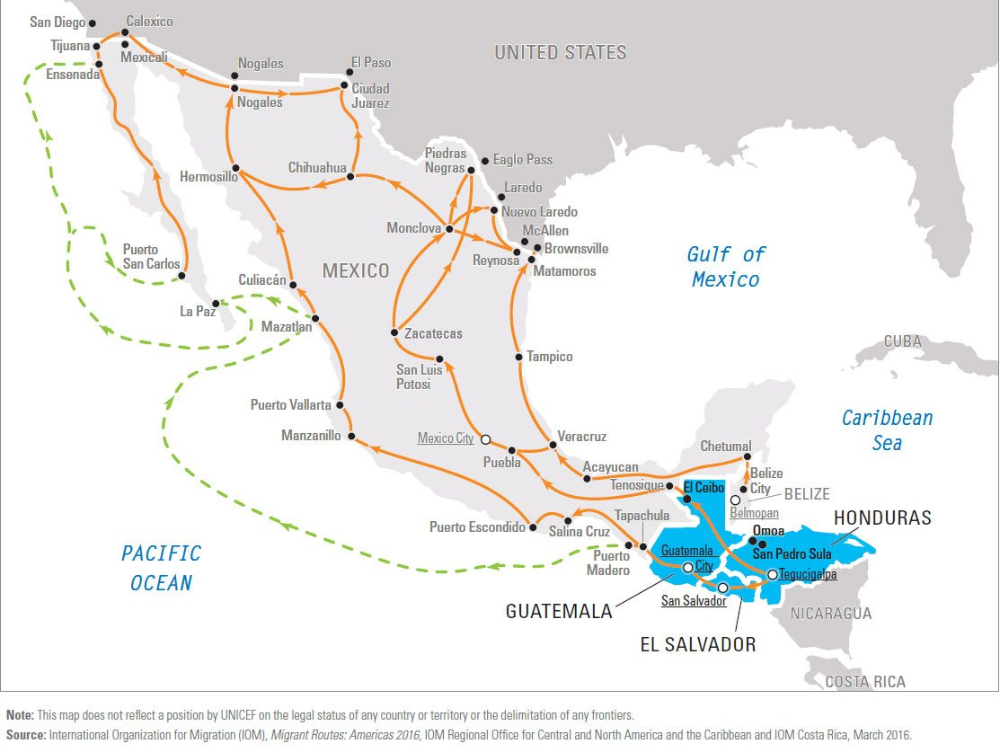 San Diego
Calexico
Tijuana
Mexicali
Ensenada
Nogales
Nogales
El Paso
Ciudad
Juarez
UNITED STATES
Hermosillo
Chihuahua
Piedras
Negras
Eagle Pass
Laredo
Nuevo Laredo
Monclova
McAllen
Reynosa
Brownsville
Matamoros
Puerto
San Carlos
MEXICO
Gulf of
Mexico
Culiacán
La Paz
Mazatlan
Zacatecas
San Luis
Potosi
Tampico
CUBA
Puerto Vallarta
Manzanillo
Mexico City
Puebla
Veracruz
Caribbean
Sea
Chetumal
Acayucan
Tenosique
El Ceibo
Belize
City
BELIZE
Belmopan
Puerto Escondido
Salina Cruz
Tapachula
HONDURAS
Omoa
San Pedro Sula
PACIFIC
OCEAN
Puerto
Madero
Guatemala
City
Tegucigalpa
San Salvador
GUATEMALA
NICARAGUA
EL SALVADOR
COSTA RICA
Note: This map does not reflect a position by UNICEF on the legal status of any country or territory or the delimitation of any frontiers.
Source: International Organization for Migration (IOM), Migrant Routes: Americas 2016, IOM Regional Office for Central and North America and the Caribbean and IOM Costa Rica, March 2016.